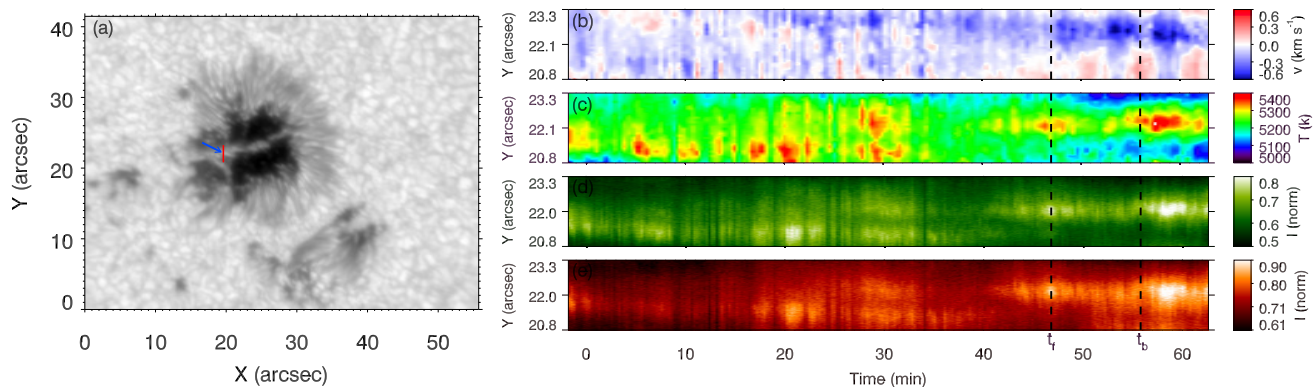 (a)
Y (arcsec)
40
30
20
10
0
0 10 20 30 40 50
X (arcsec)
(b)
Y (arcsec)
23.3
22.1
20.8
0.6
0.3
0.0
-0.3
-0.6
v (km s⁻¹)
(c)
Y (arcsec)
23.3
22.1
20.8
5400
5300
5200
5100
5000
T (k)
(d)
Y (arcsec)
23.3
22.0
20.8
0.8
0.7
0.6
0.5
I (norm)
(e)
Y (arcsec)
23.3
22.0
20.8
0.90
0.81
0.71
0.61
I (norm)
t_f t_b
0 10 20 30 40 50 60
Time (min)